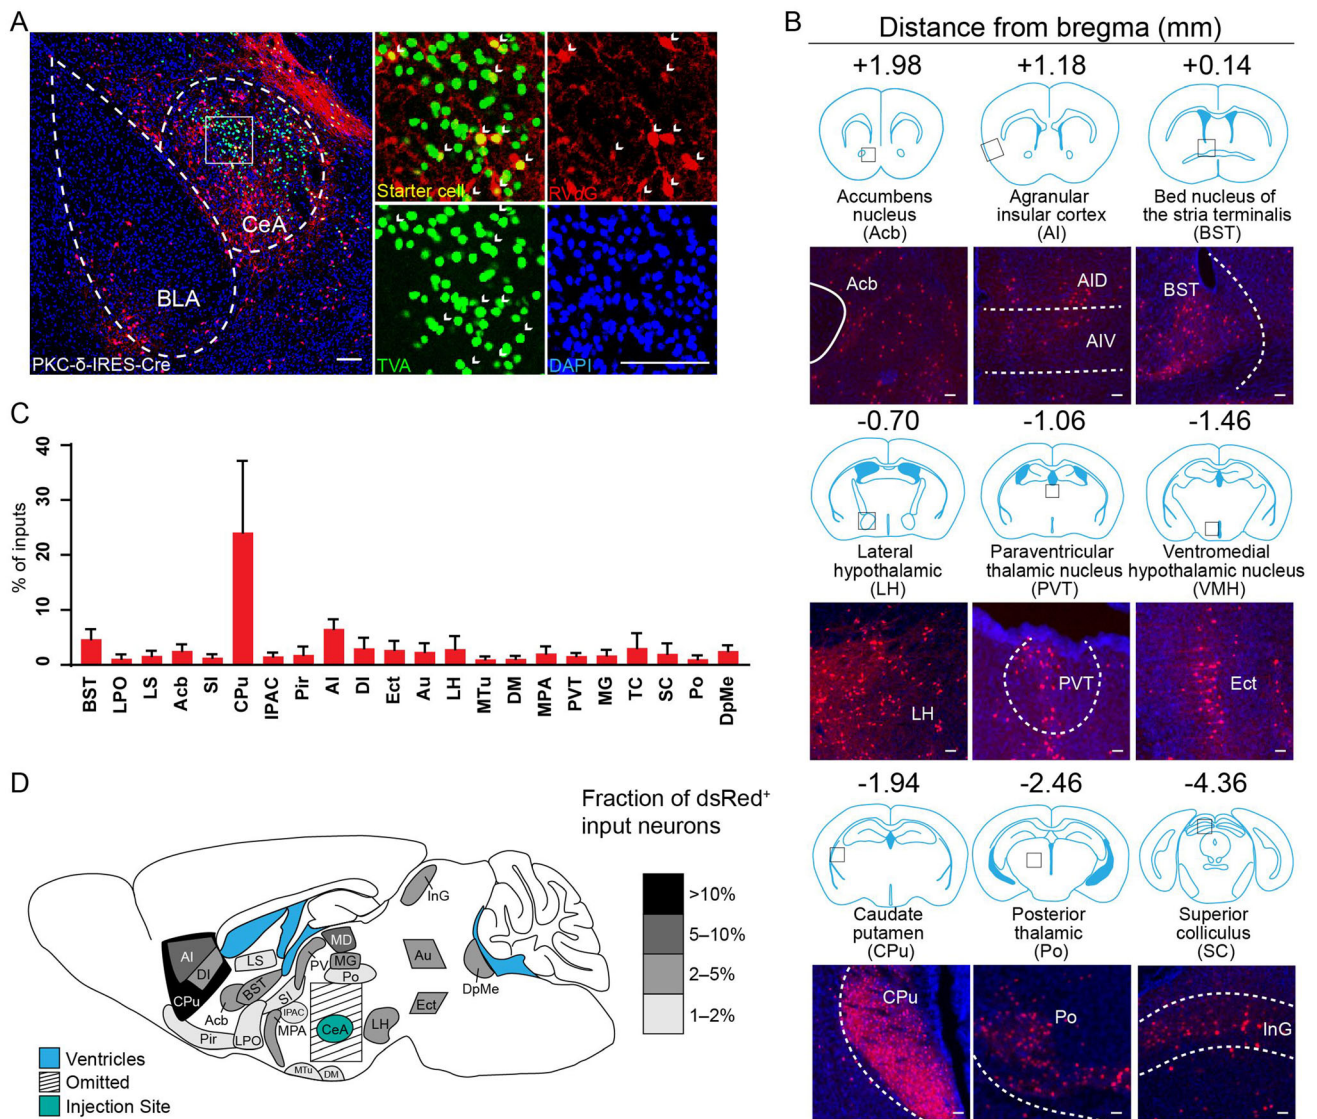 A
CeA
BLA
PKC-δ-IRES-Cre
Starter cell
RVdG
TVA
DAPI
B
Distance from bregma (mm)
+1.98
+1.18
+0.14
Accumbens
nucleus
(Acb)
Agranular
insular cortex
(AI)
Bed nucleus of
the stria terminalis
(BST)
Acb
AID
AIV
BST
-0.70
-1.06
-1.46
Lateral
hypothalamic
(LH)
Paraventricular
thalamic nucleus
(PVT)
Ventromedial
hypothalamic nucleus
(VMH)
LH
PVT
Ect
-1.94
-2.46
-4.36
Caudate
putamen
(CPu)
Posterior
thalamic
(Po)
Superior
colliculus
(SC)
CPu
Po
InG
C
% of inputs
40
30
20
10
0
BST
LPO
LS
Acb
SI
CPu
IPAC
Pir
AI
DI
Ect
Au
LH
MTu
DM
MPA
PVT
MG
TC
SC
Po
DpMe
D
Fraction of dsRed+
input neurons
>10%
5–10%
2–5%
1–2%
InG
AI
DI
CPu
LS
BST
Acb
PV
MD
MG
Po
SI
IPAC
MPA
CeA
LH
Au
Ect
DpMe
Pir
LPO
MTu
DM
Ventricles
Omitted
Injection Site